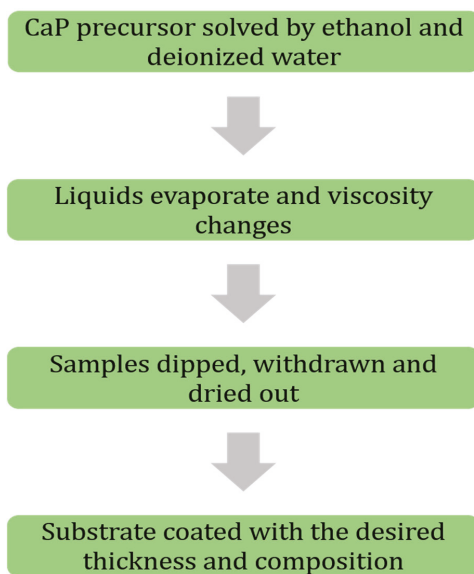 CaP precursor solved by ethanol and
deionized water
Liquids evaporate and viscosity
changes
Samples dipped, withdrawn and
dried out
Substrate coated with the desired
thickness and composition